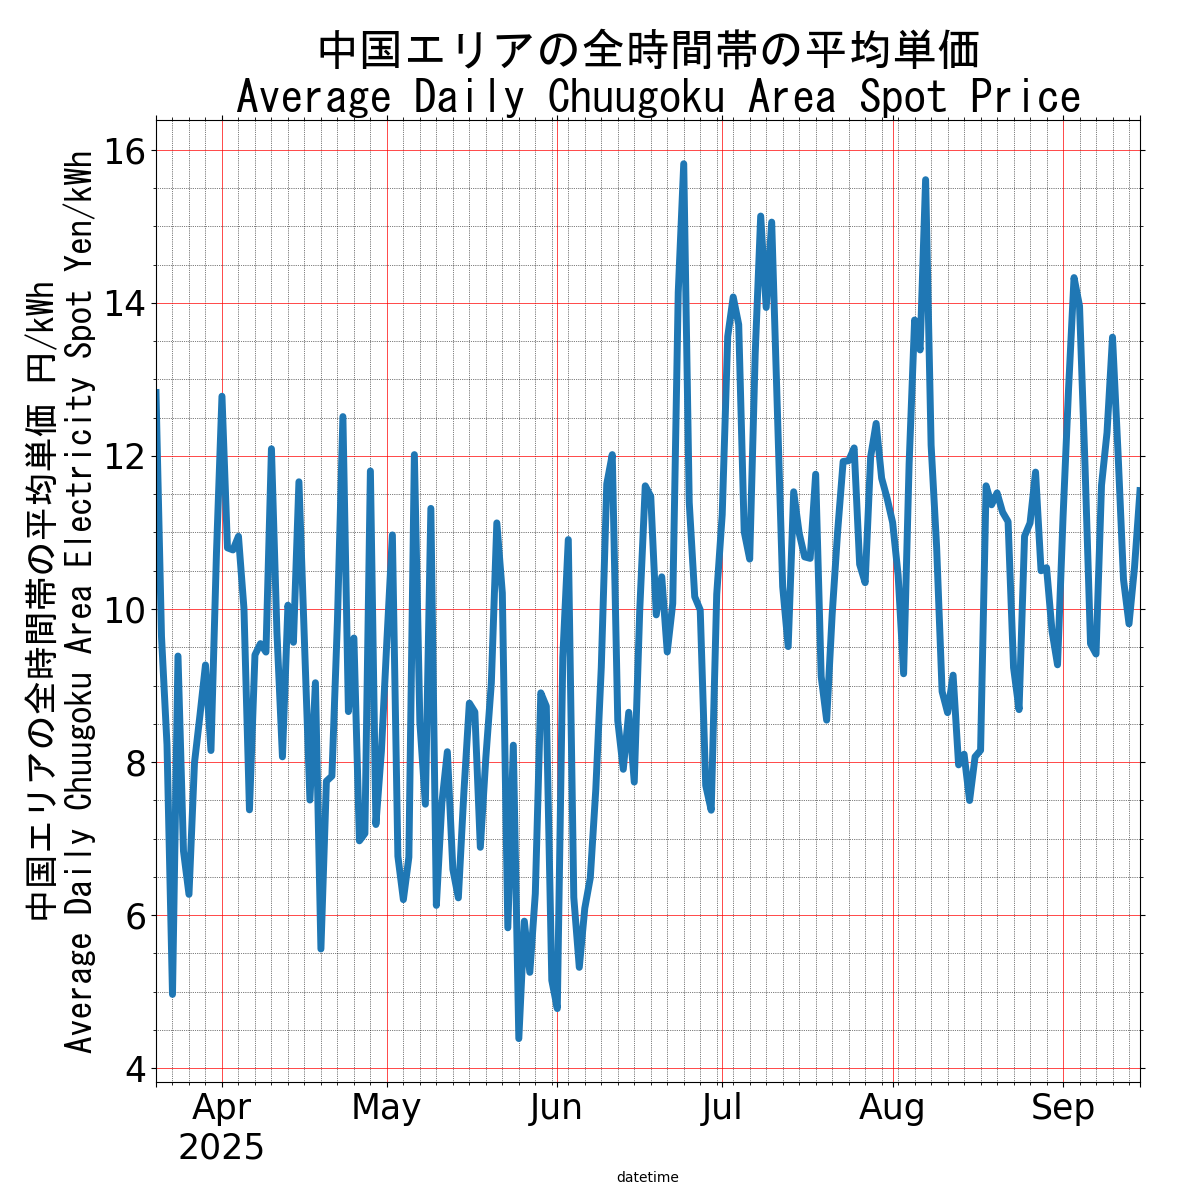 中国エリアの全時間帯の平均単価
Average Daily Chuugoku Area Spot Price
中国エリアの全時間帯の平均単価 円/kWh
Average Daily Chuugoku Area Electricity Spot Yen/kWh
16
14
12
10
8
6
4
Apr
2025
May
Jun
Jul
Aug
Sep
datetime